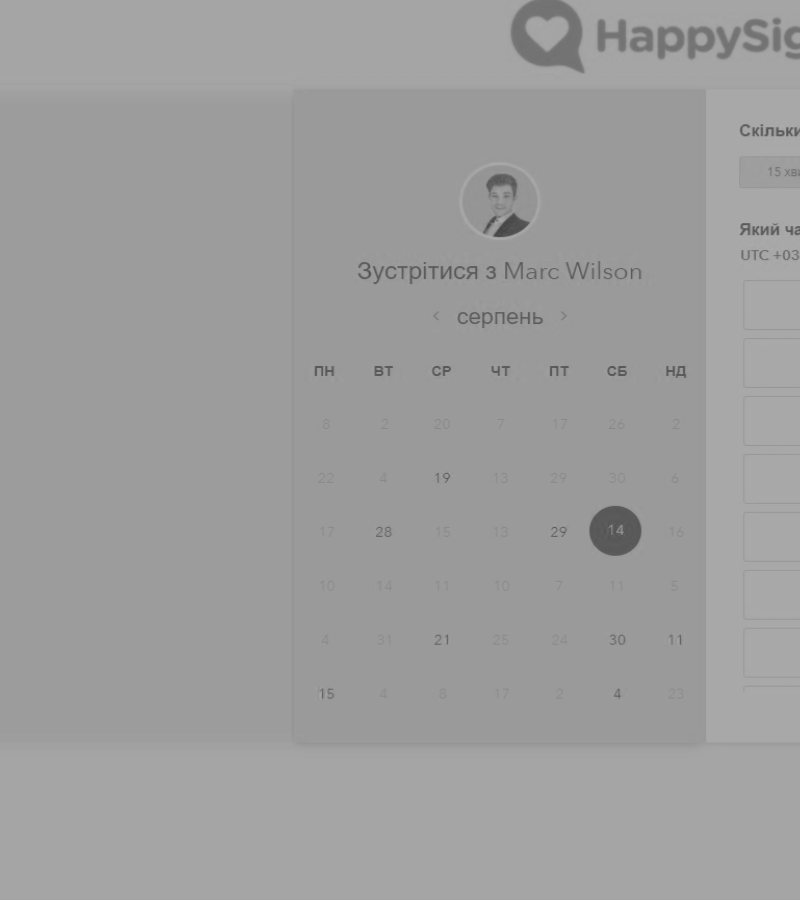 HappySig
Зустрітися з Marc Wilson
< серпень >
ПН ВТ СР ЧТ ПТ СБ НД
8 2 20 7 17 26 2
22 4 19 13 29 30 6
17 28 15 13 29 14 16
10 14 11 10 7 11 5
4 31 21 25 24 30 11
15 4 8 17 2 4 23
Скільки
15 хви
Який ча
UTC +03